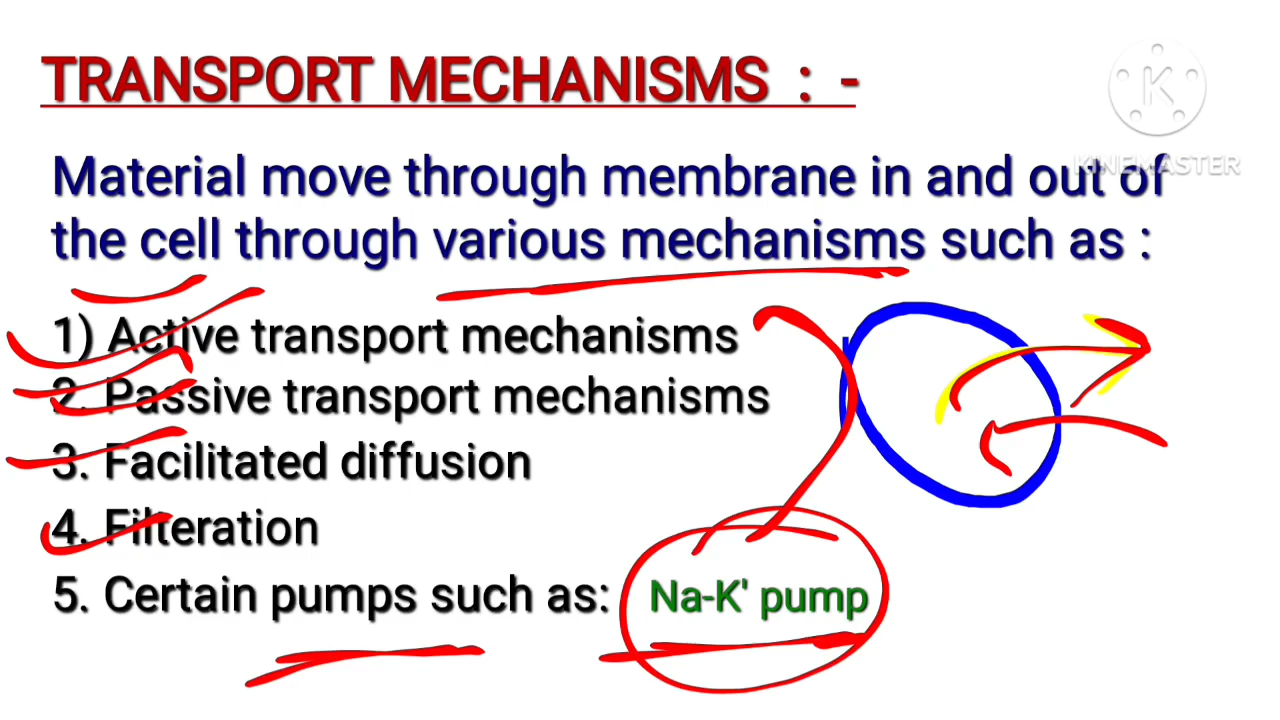 TRANSPORT MECHANISMS : -
K
KINEMASTER
Material move through membrane in and out of
the cell through various mechanisms such as :
1) Active transport mechanisms
2. Passive transport mechanisms
3. Facilitated diffusion
4. Filteration
5. Certain pumps such as: Na-K' pump